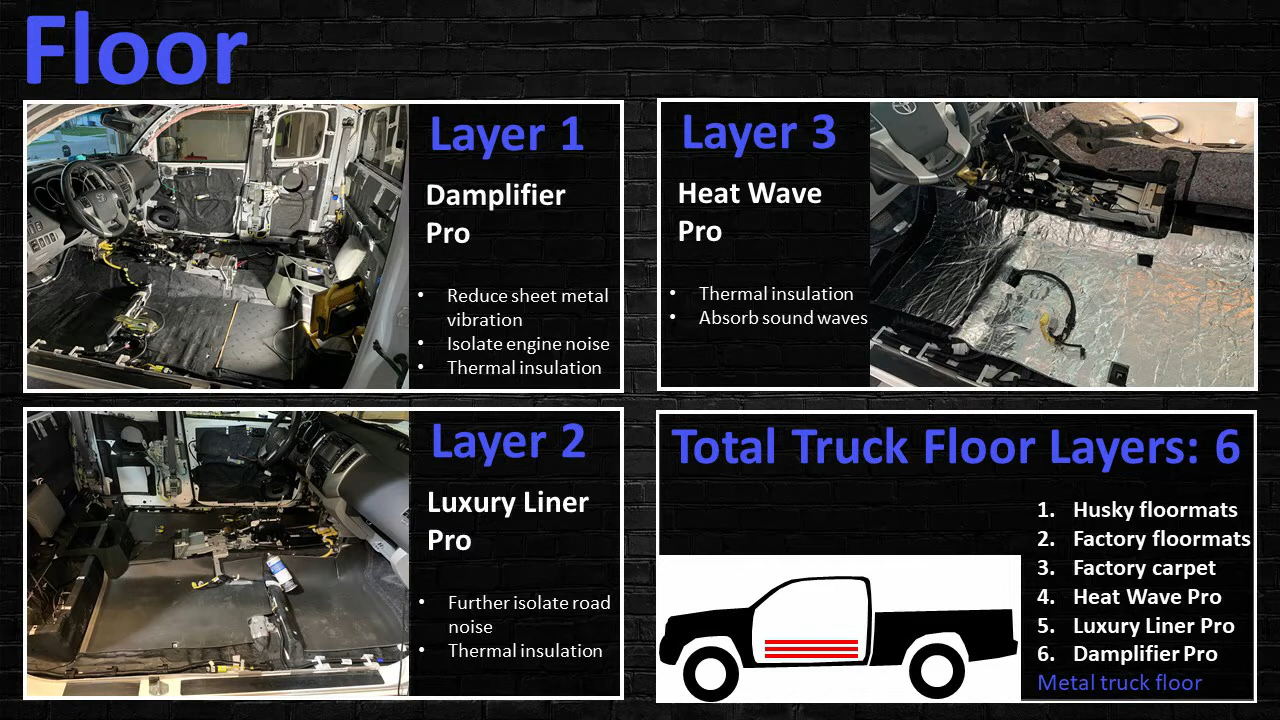 Floor
Layer 1
Damplifier
Pro
• Reduce sheet metal
vibration
• Isolate engine noise
• Thermal insulation
Layer 2
Luxury Liner
Pro
• Further isolate road
noise
• Thermal insulation
Layer 3
Heat Wave
Pro
• Thermal insulation
• Absorb sound waves
Total Truck Floor Layers: 6
1. Husky floormats
2. Factory floormats
3. Factory carpet
4. Heat Wave Pro
5. Luxury Liner Pro
6. Damplifier Pro
Metal truck floor